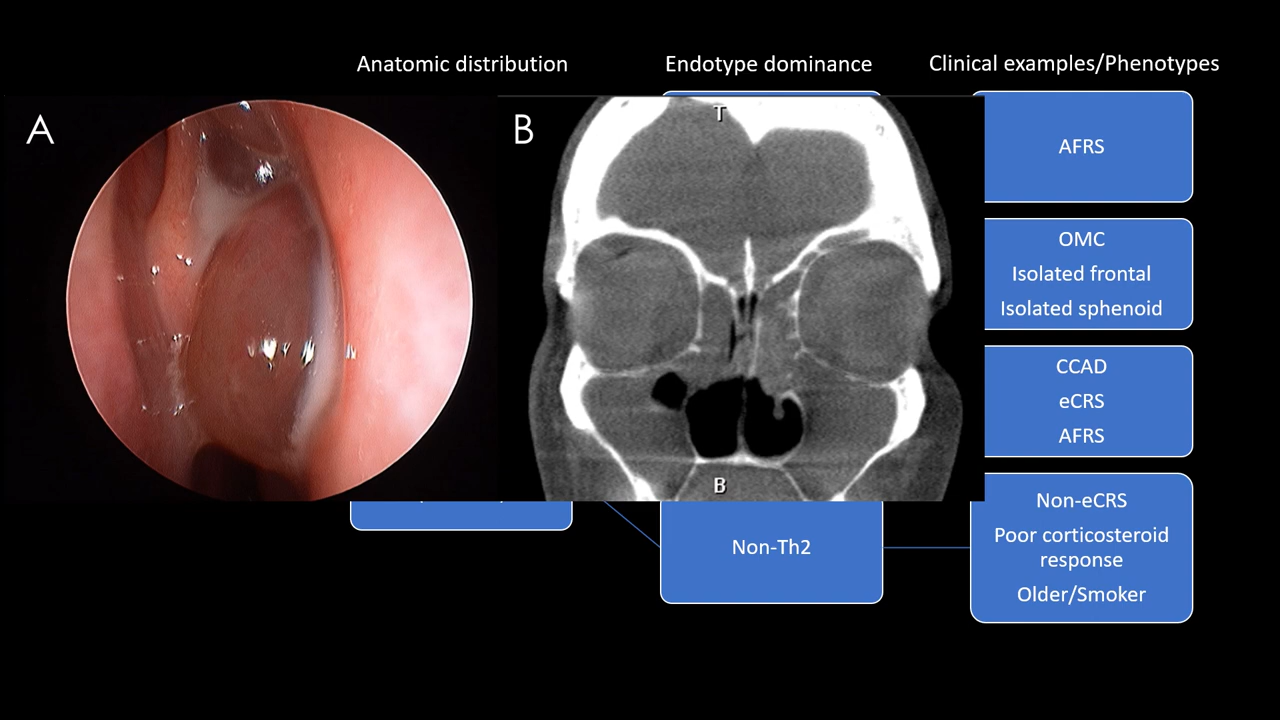 Anatomic distribution
Endotype dominance
Clinical examples/Phenotypes
A
B
T
AFRS
OMC
Isolated frontal
Isolated sphenoid
CCAD
eCRS
AFRS
B
Non-Th2
Non-eCRS
Poor corticosteroid
response
Older/Smoker